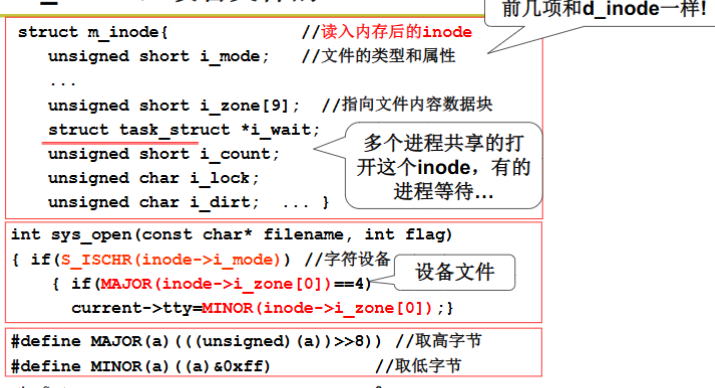 前几项和d_inode一样!
struct m_inode{ //读入内存后的inode
unsigned short i_mode; //文件的类型和属性
...
unsigned short i_zone[9]; //指向文件内容数据块
struct task_struct *i_wait;
unsigned short i_count;
unsigned char i_lock;
unsigned char i_dirt; ... }
多个进程共享的打
开这个inode，有的
进程等待...
int sys_open(const char* filename, int flag)
{ if(S_ISCHR(inode->i_mode)) //字符设备
{ if(MAJOR(inode->i_zone[0])==4)
设备文件
current->tty=MINOR(inode->i_zone[0]);}
#define MAJOR(a)(((unsigned)(a))>>8)) //取高字节
#define MINOR(a)((a)&0xff) //取低字节